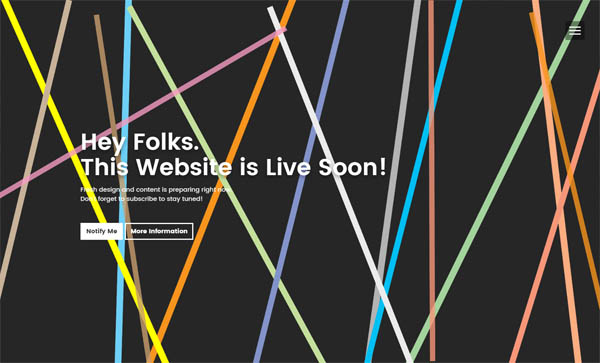 Hey Folks.
This Website is Live Soon!
Fresh design and content is preparing right now.
Don't forget to subscribe to stay tuned!
Notify Me
More Information